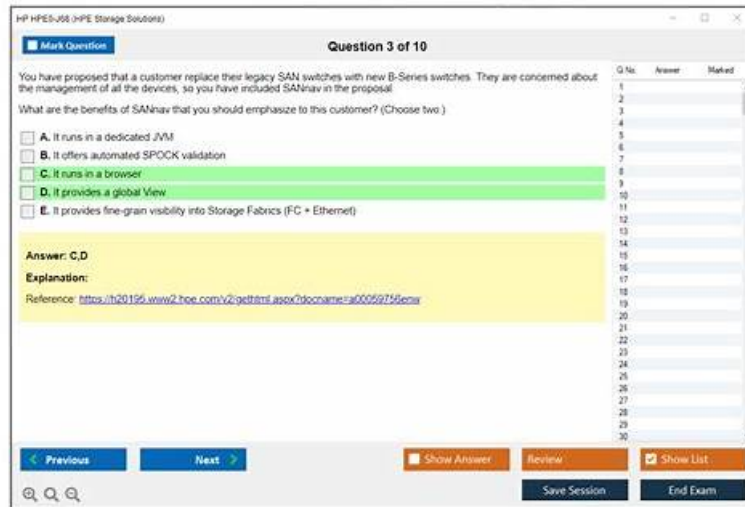 HP HPE0-J68 (HPE Storage Solutions)
Mark Question
Question 3 of 10
You have proposed that a customer replace their legacy SAN switches with new B-Series switches. They are concerned about
the management of all the devices, so you have included SANnav in the proposal
What are the benefits of SANnav that you should emphasize to this customer? (Choose two.)
A. It runs in a dedicated JVM
B. It offers automated SPOCK validation
C. It runs in a browser
D. It provides a global View
E. It provides fine-grain visibility into Storage Fabrics (FC + Ethernet)
Answer: C,D
Explanation:
Reference: https://h20195.www2.hpe.com/v2/gethtml.aspx?docname=a00059756enw
Q No. Answer Marked
1
2
3
4
5
6
7
8
9
10
11
12
13
14
15
16
17
18
19
20
21
22
23
24
25
26
27
28
29
30
Previous
Next
Show Answer
Review
Show List
Save Session
End Exam